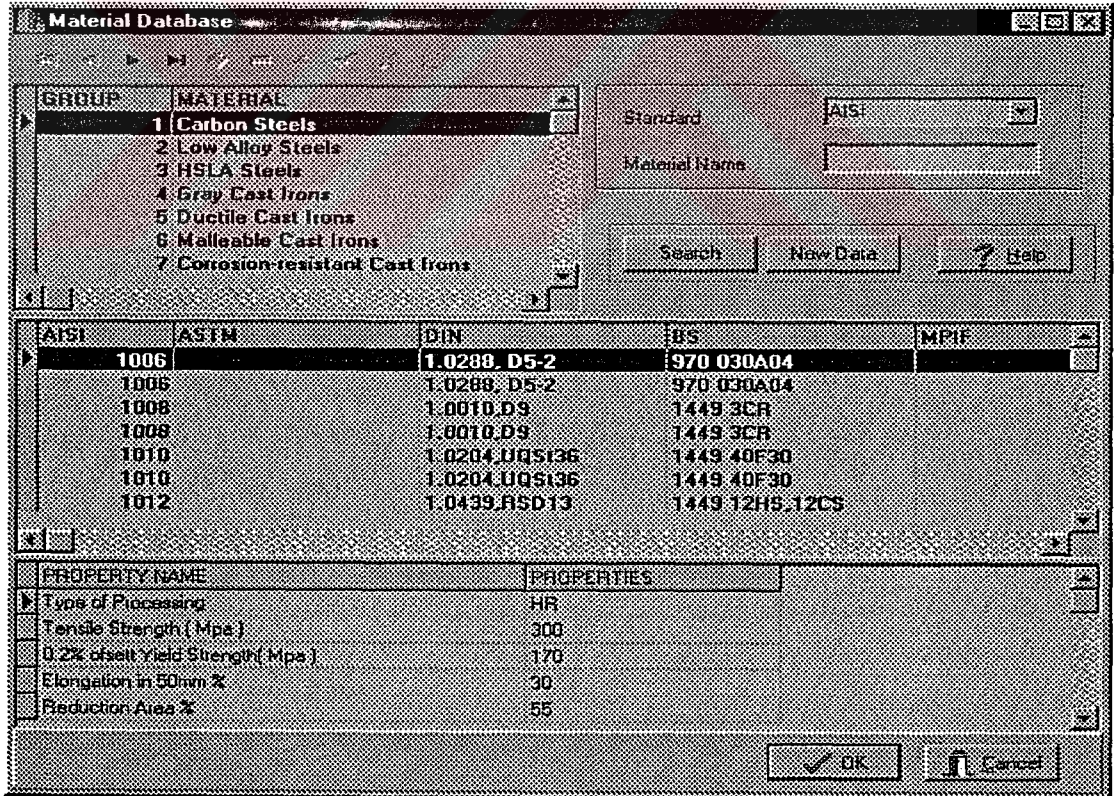 Material Database
GROUP MATERIAL
1 Carbon Steels
2 Low Alloy Steels
3 HSLA Steels
4 Gray Cast Irons
5 Ductile Cast Irons
6 Malleable Cast Irons
7 Corrosion-resistant Cast Irons
Standard AISI
Material Name
Search New Data ? Help
AISI ASTM DIN BS MPIF
1006 1.0288, D5-2 970 030A04
1006 1.0288, D5-2 970 030A04
1008 1.0010,D9 1449 3CR
1008 1.0010,D9 1449 3CR
1010 1.0204,UQSt36 1449 40F30
1010 1.0204,UQSt36 1449 40F30
1012 1.0439,RSD13 1449 12HS,12CS
PROPERTY NAME PROPERTIES
Type of Processing HR
Tensile Strength ( Mpa ) 300
0.2% ofsett Yield Strength( Mpa ) 170
Elongation in 50mm % 30
Reduction Area % 55
OK Cancel